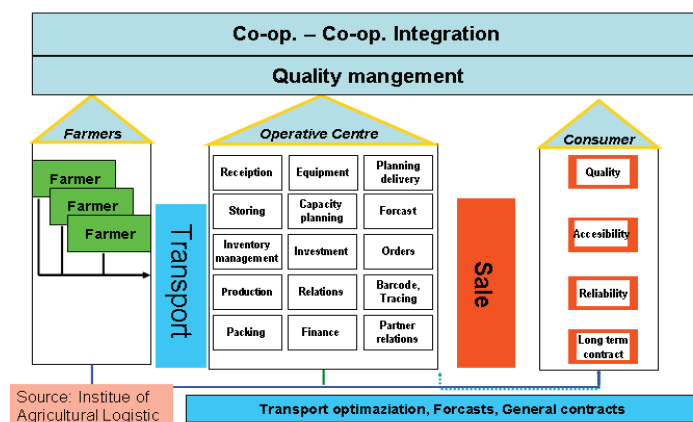 Co-op. – Co-op. Integration
Quality mangement
Farmers
Operative Centre
Consumer
Farmer
Farmer
Farmer
Transport
Receiption
Equipment
Planning
delivery
Storing
Capacity
planning
Forcast
Inventory
management
Investment
Orders
Production
Relations
Barcode,
Tracing
Packing
Finance
Partner
relations
Sale
Quality
Accesibility
Reliability
Long term
contract
Source: Institue of
Agricultural Logistic
Transport optimaziation, Forcasts, General contracts